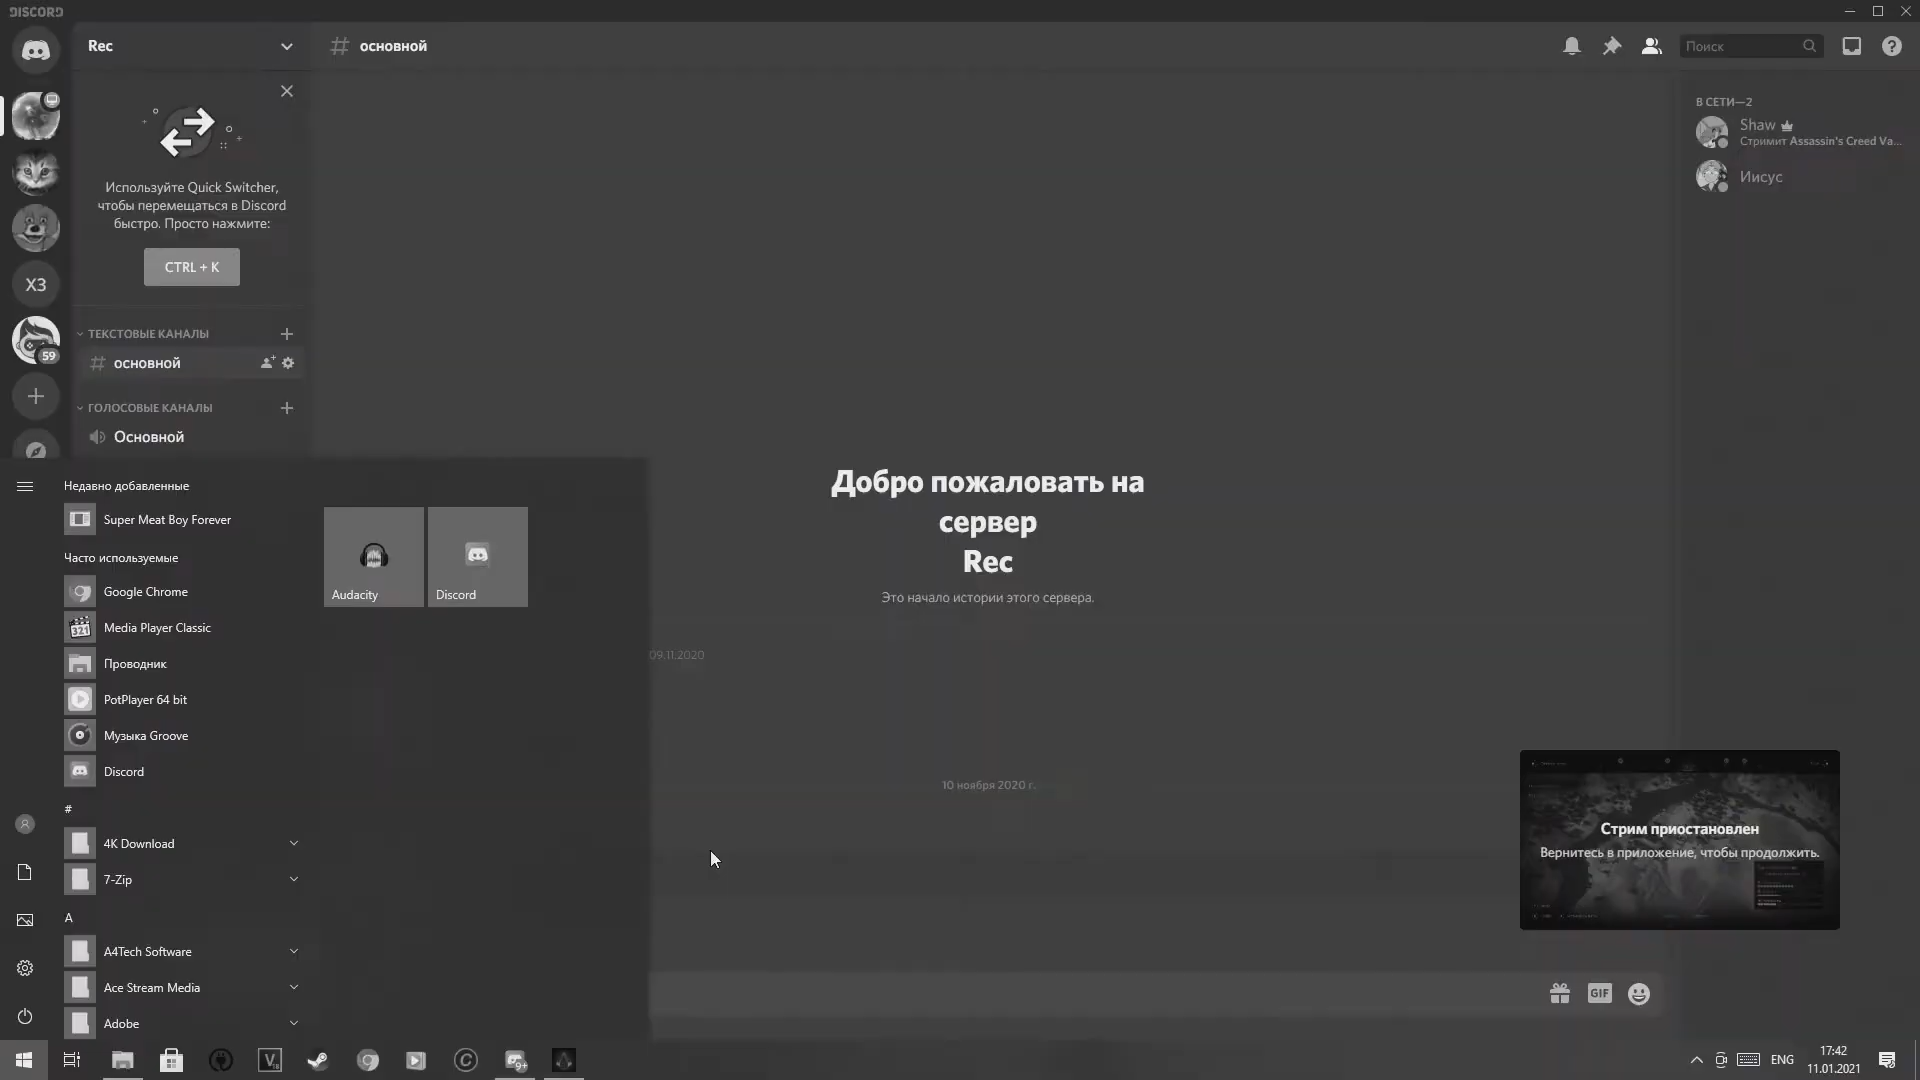 DISCORD
Rec
основной
Поиск
Используйте Quick Switcher,
чтобы перемещаться в Discord
быстро. Просто нажмите:
CTRL + K
ХЗ
59
ТЕКСТОВЫЕ КАНАЛЫ
основной
ГОЛОСОВЫЕ КАНАЛЫ
Основной
В СЕТИ—2
Shaw
Стримит Assassin's Creed Va...
Иисус
Добро пожаловать на
сервер
Rec
Это начало истории этого сервера.
09.11.2020
10 ноября 2020 г.
Стрим приостановлен
Вернитесь в приложение, чтобы продолжить.
GIF
Недавно добавленные
Super Meat Boy Forever
Часто используемые
Google Chrome
Media Player Classic
321
Проводник
PotPlayer 64 bit
Музыка Groove
Discord
#
4K Download
7-Zip
A
A4Tech Software
Ace Stream Media
Adobe
Audacity
Discord
9+
ENG
17:42
11.01.2021